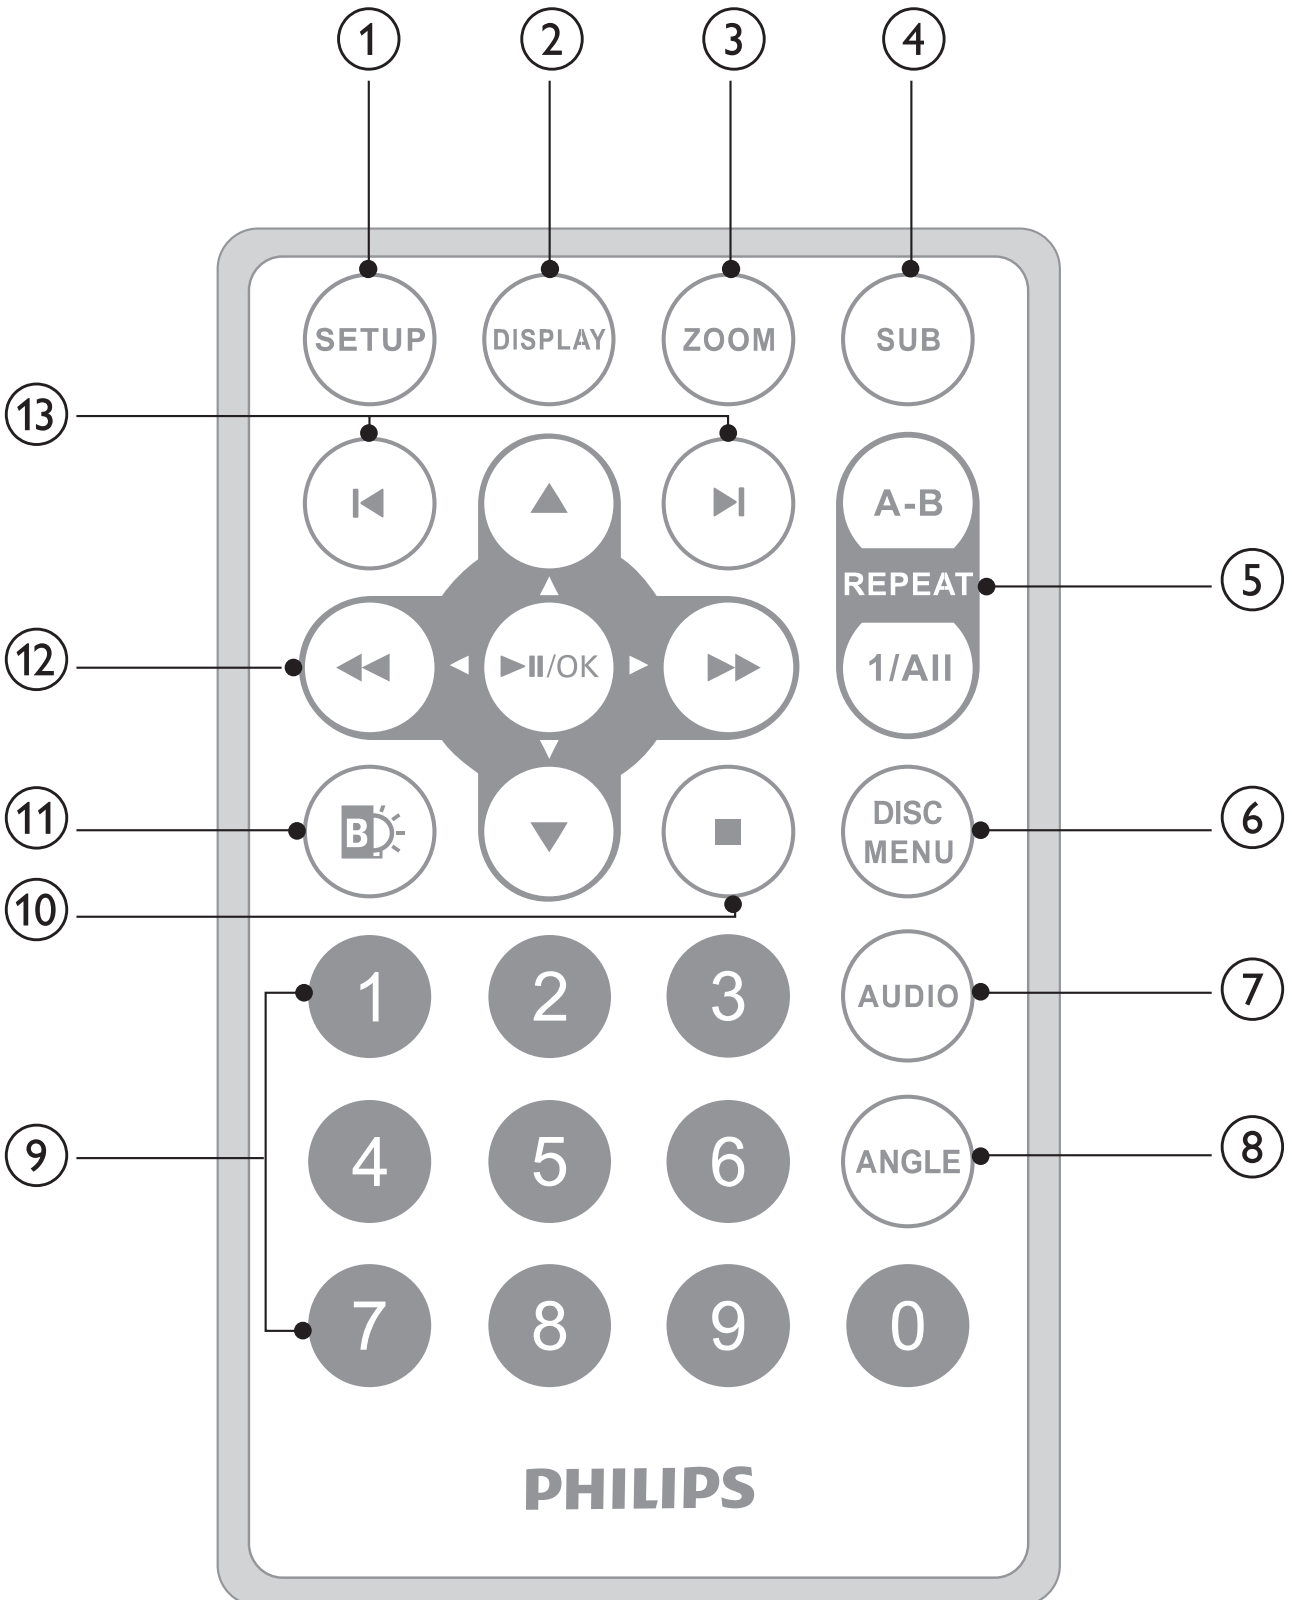 1 2 3 4
SETUP DISPLAY ZOOM SUB
13
A-B
REPEAT
5
12
/OK
1/All
11
B
DISC
MENU
6
10
1 2 3 AUDIO
7
9
4 5 6 ANGLE
8
7 8 9 0
PHILIPS